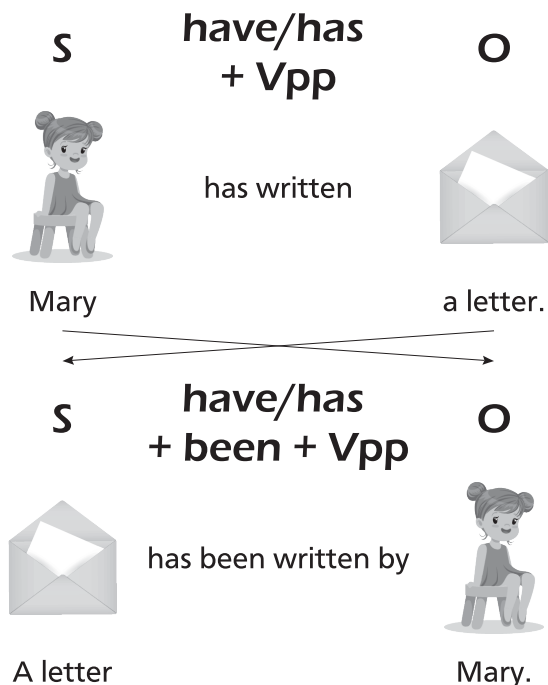 S have/has O
+ Vpp
has written
Mary a letter.
S have/has O
+ been + Vpp
has been written by
A letter Mary.